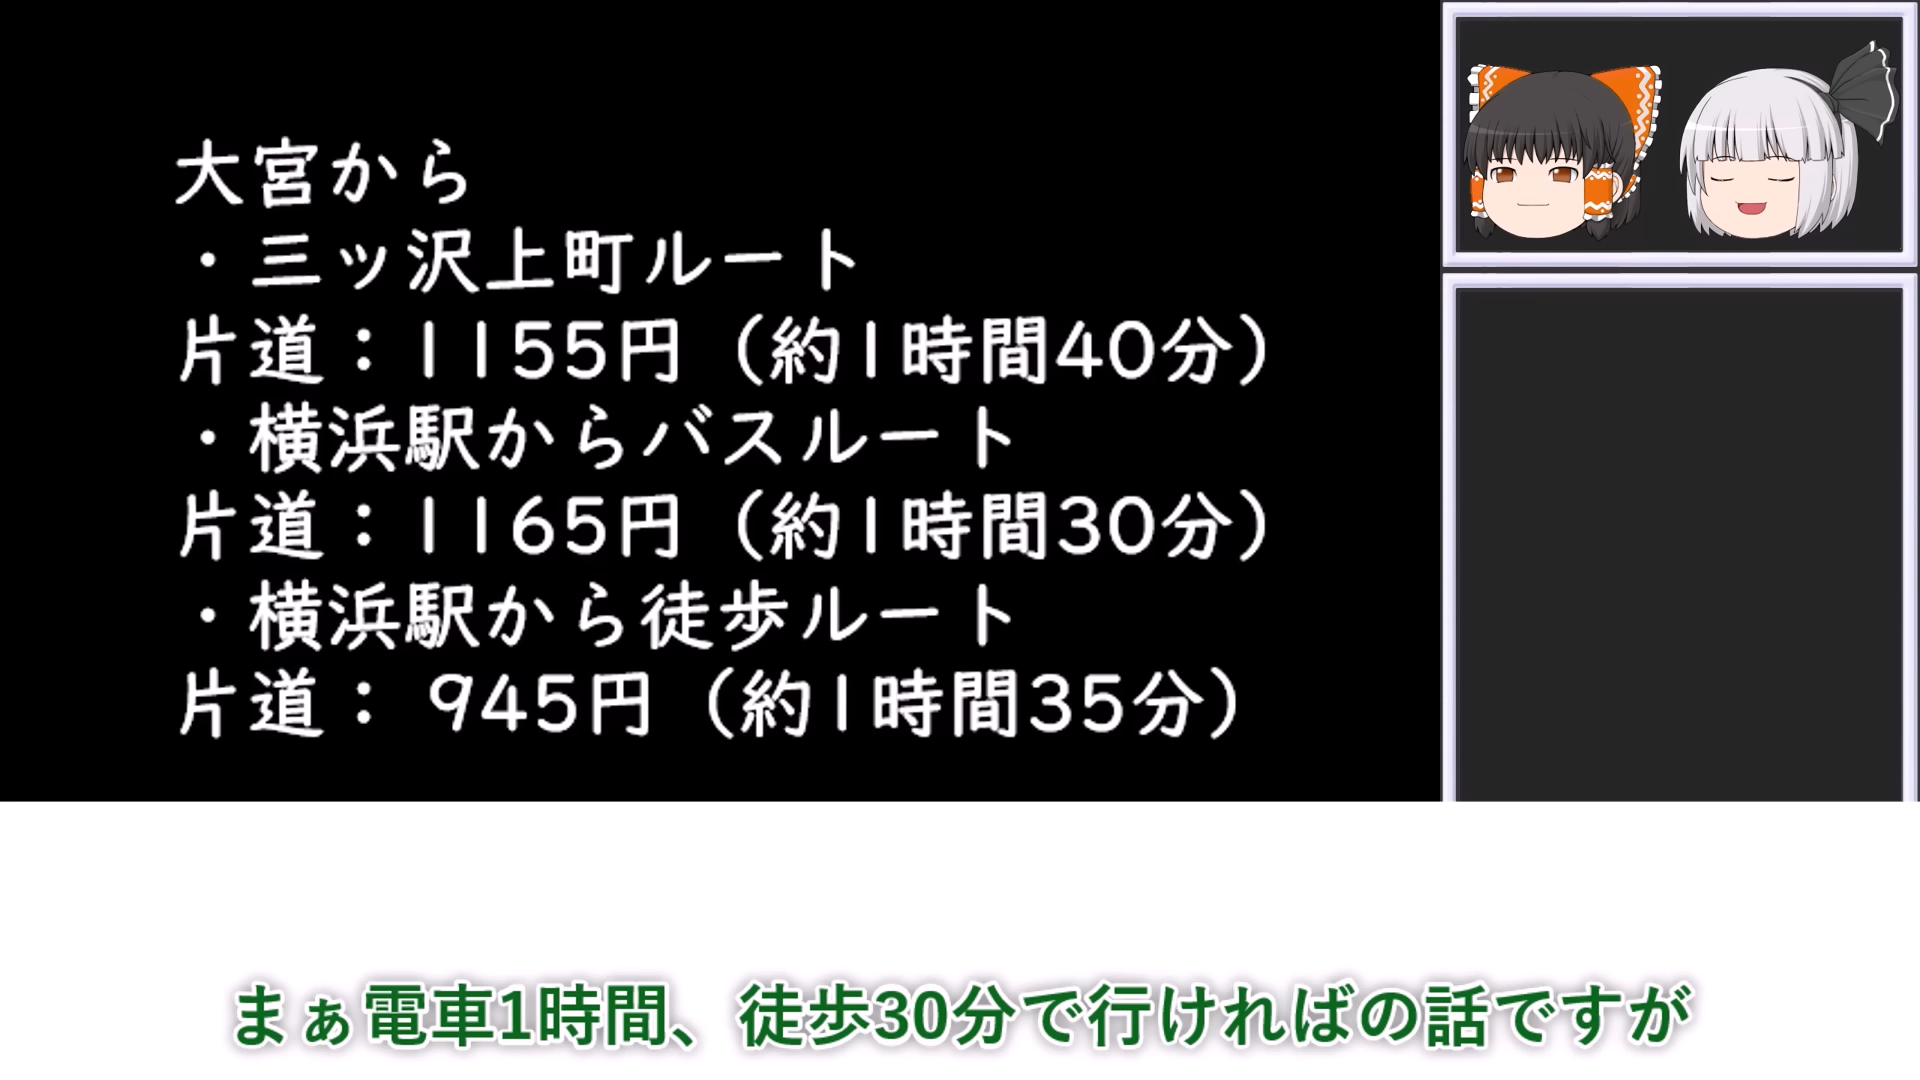 大宮から
・三ッ沢上町ルート
片道：1155円（約1時間40分）
・横浜駅からバスルート
片道：1165円（約1時間30分）
・横浜駅から徒歩ルート
片道： 945円（約1時間35分）
まぁ電車1時間、徒歩30分で行ければの話ですが